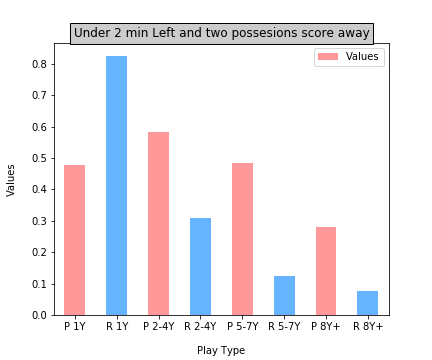 Under 2 min Left and two possesions score away
Values
Values
0.8
0.7
0.6
0.5
0.4
0.3
0.2
0.1
0.0
P 1Y R 1Y P 2-4Y R 2-4Y P 5-7Y R 5-7Y P 8Y+ R 8Y+
Play Type